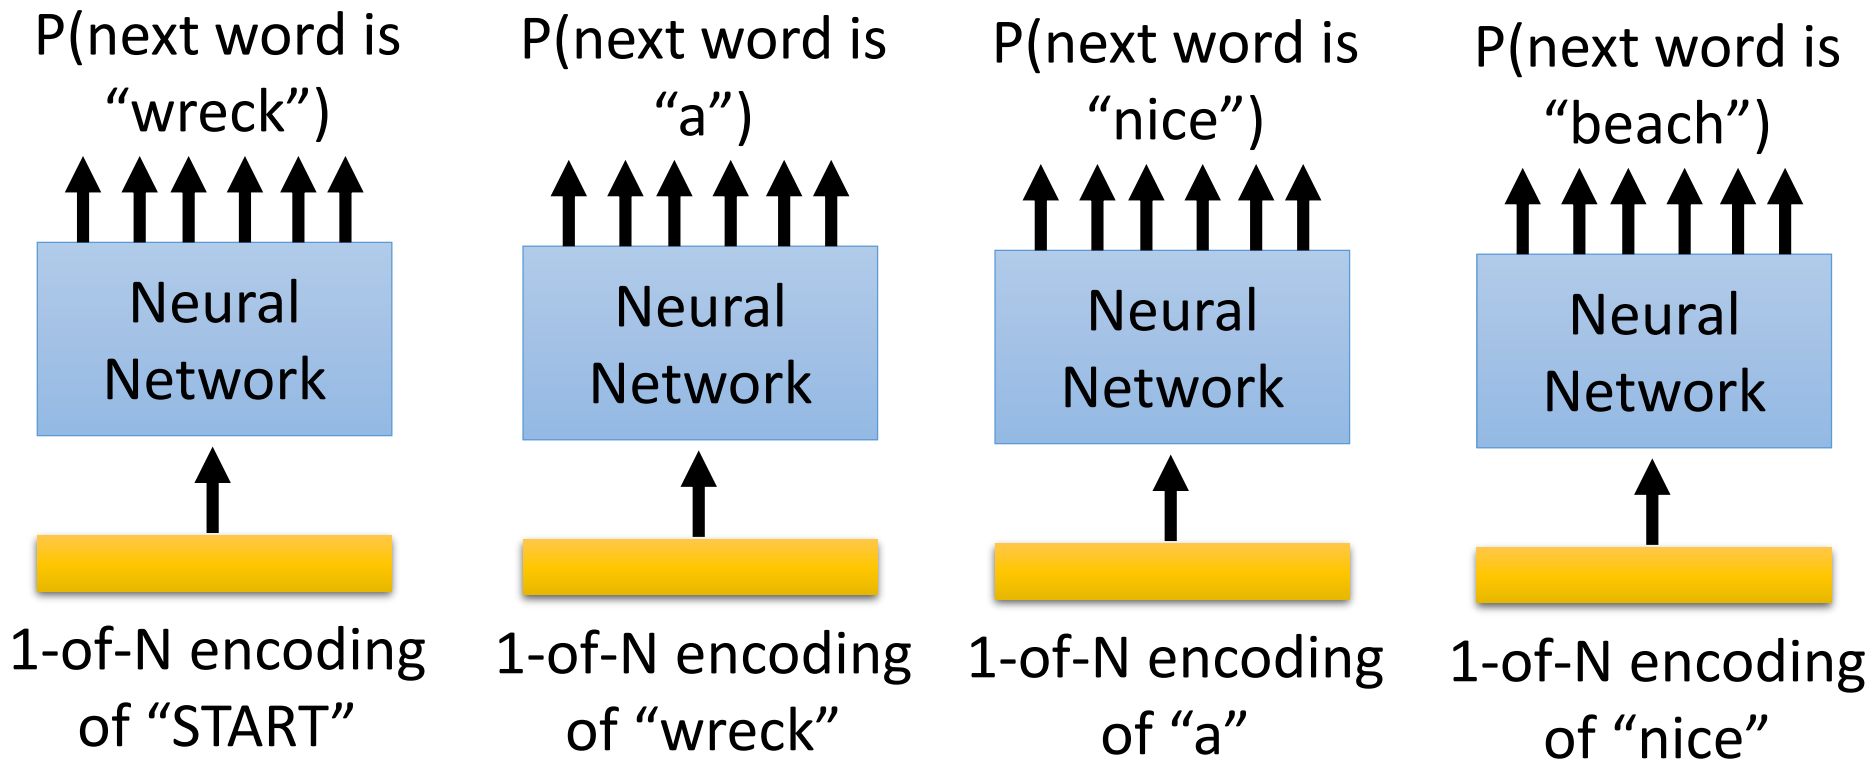 P(next word is
“wreck”)
P(next word is
“a”)
P(next word is
“nice”)
P(next word is
“beach”)
Neural
Network
Neural
Network
Neural
Network
Neural
Network
1-of-N encoding
of “START”
1-of-N encoding
of “wreck”
1-of-N encoding
of “a”
1-of-N encoding
of “nice”